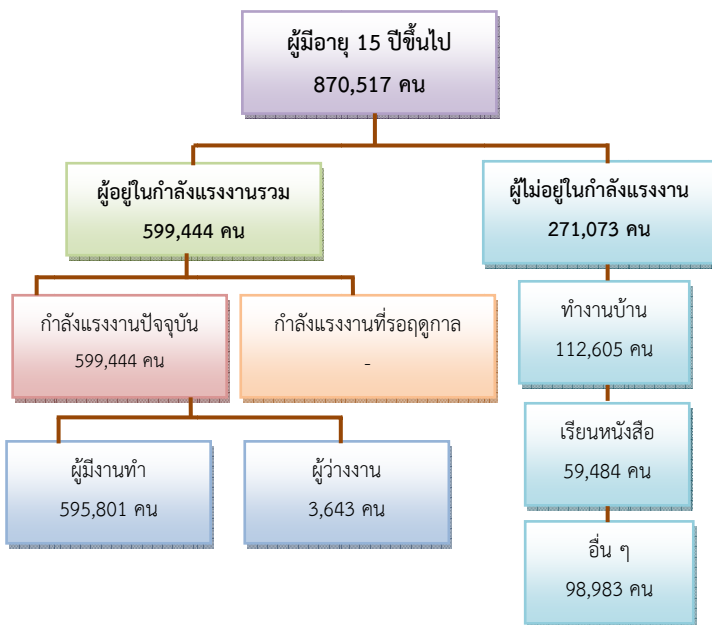 ผู้มีอายุ 15 ปีขึ้นไป
870,517 คน
ผู้อยู่ในกำลังแรงงานรวม
599,444 คน
ผู้ไม่อยู่ในกำลังแรงงาน
271,073 คน
กำลังแรงงานปัจจุบัน
599,444 คน
กำลังแรงงานที่รอฤดูกาล
-
ทำงานบ้าน
112,605 คน
ผู้มีงานทำ
595,801 คน
ผู้ว่างงาน
3,643 คน
เรียนหนังสือ
59,484 คน
อื่น ๆ
98,983 คน